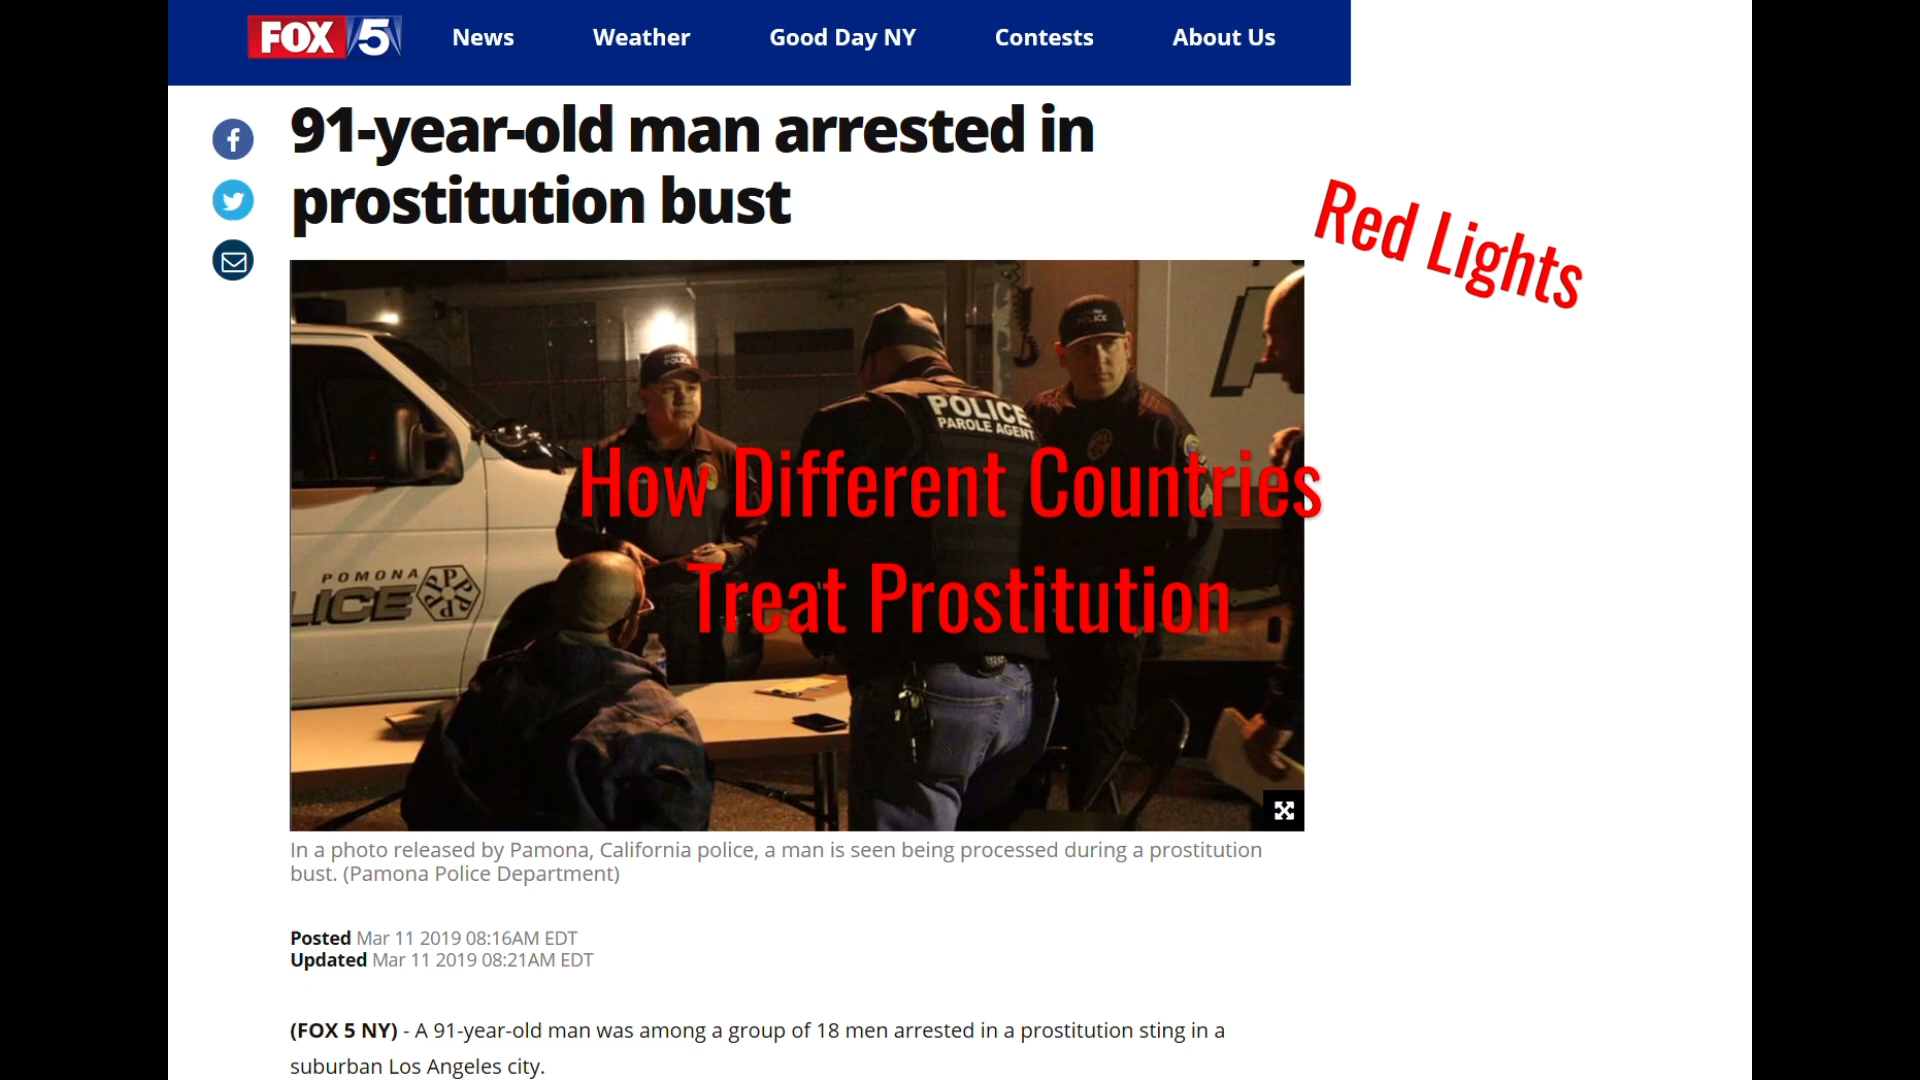 FOX 5 News Weather Good Day NY Contests About Us
91-year-old man arrested in
prostitution bust
Red Lights
POLICE
POLICE
POLICE
PAROLE AGENT
How Different Countries
Treat Prostitution
POMONA
LICE
In a photo released by Pamona, California police, a man is seen being processed during a prostitution
bust. (Pamona Police Department)
Posted Mar 11 2019 08:16AM EDT
Updated Mar 11 2019 08:21AM EDT
(FOX 5 NY) - A 91-year-old man was among a group of 18 men arrested in a prostitution sting in a
suburban Los Angeles city.